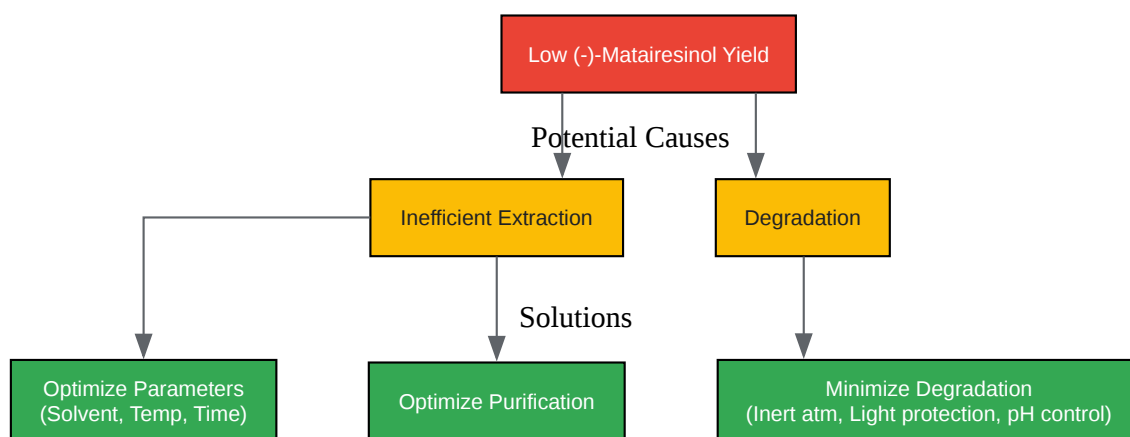 Low (-)-Matairesinol Yield
Potential Causes
Inefficient Extraction
Degradation
Solutions
Optimize Parameters
(Solvent, Temp, Time)
Optimize Purification
Minimize Degradation
(Inert atm, Light protection, pH control)